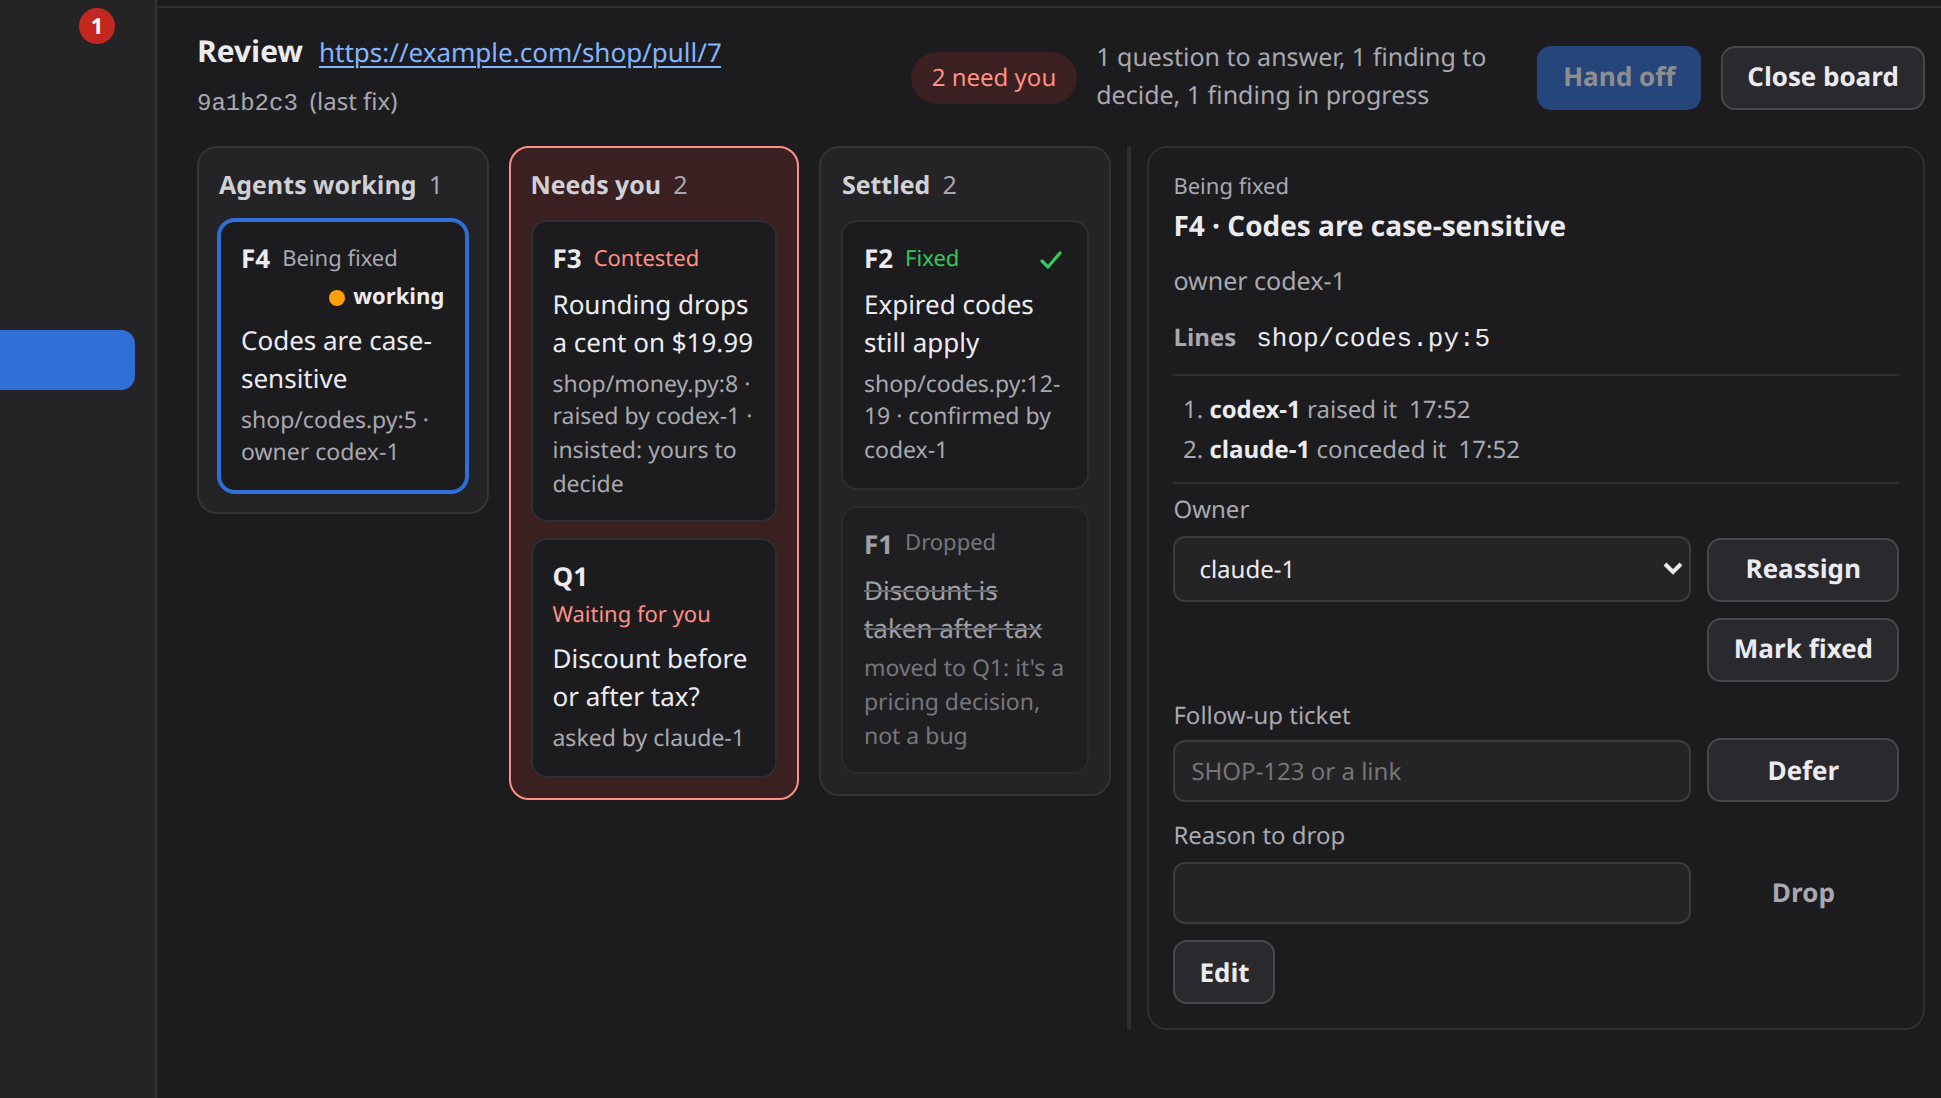 1
Review https://example.com/shop/pull/7
9a1b2c3 (last fix)
2 need you
1 question to answer, 1 finding to
decide, 1 finding in progress
Hand off
Close board
Agents working 1
F4 Being fixed
working
Codes are case-
sensitive
shop/codes.py:5 ·
owner codex-1
Needs you 2
F3 Contested
Rounding drops
a cent on $19.99
shop/money.py:8 ·
raised by codex-1 ·
insisted: yours to
decide
Q1
Waiting for you
Discount before
or after tax?
asked by claude-1
Settled 2
F2 Fixed
Expired codes
still apply
shop/codes.py:12-
19 · confirmed by
codex-1
F1 Dropped
Discount is
taken after tax
moved to Q1: it's a
pricing decision,
not a bug
Being fixed
F4 · Codes are case-sensitive
owner codex-1
Lines shop/codes.py:5
1. codex-1 raised it 17:52
2. claude-1 conceded it 17:52
Owner
claude-1
Reassign
Mark fixed
Follow-up ticket
SHOP-123 or a link
Defer
Reason to drop
Drop
Edit